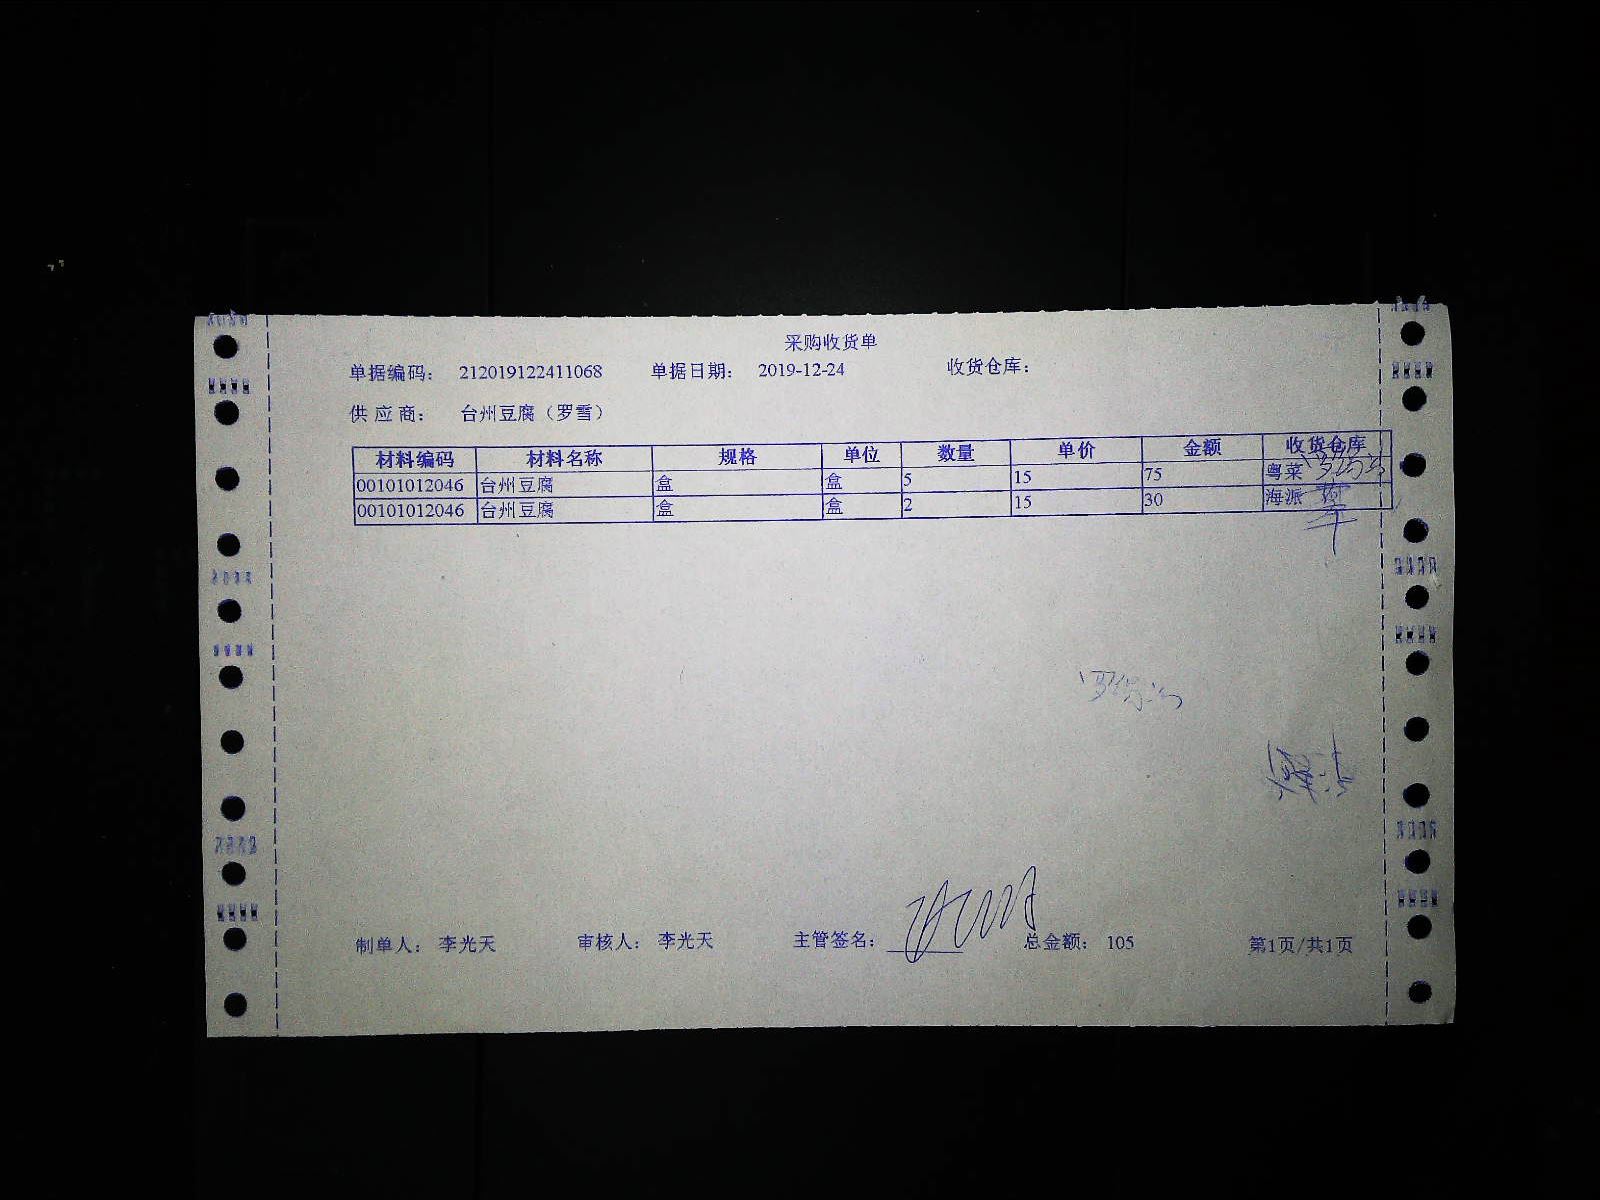 采购收货单
单据编码： 212019122411068 单据日期： 2019-12-24 收货仓库：
供 应 商： 台州豆腐（罗雪）
材料编码 材料名称 规格 单位 数量 单价 金额 收货仓库
00101012046 台州豆腐 盒 盒 5 15 75 粤菜
00101012046 台州豆腐 盒 盒 2 15 30 海派
制单人： 李光天 审核人： 李光天 主管签名： 总金额： 105 第1页/共1页